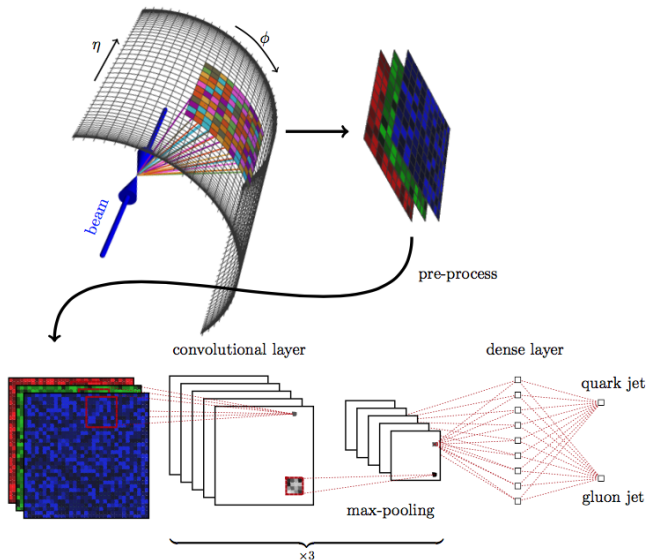 η
ϕ
beam
pre-process
convolutional layer
dense layer
quark jet
gluon jet
max-pooling
×3